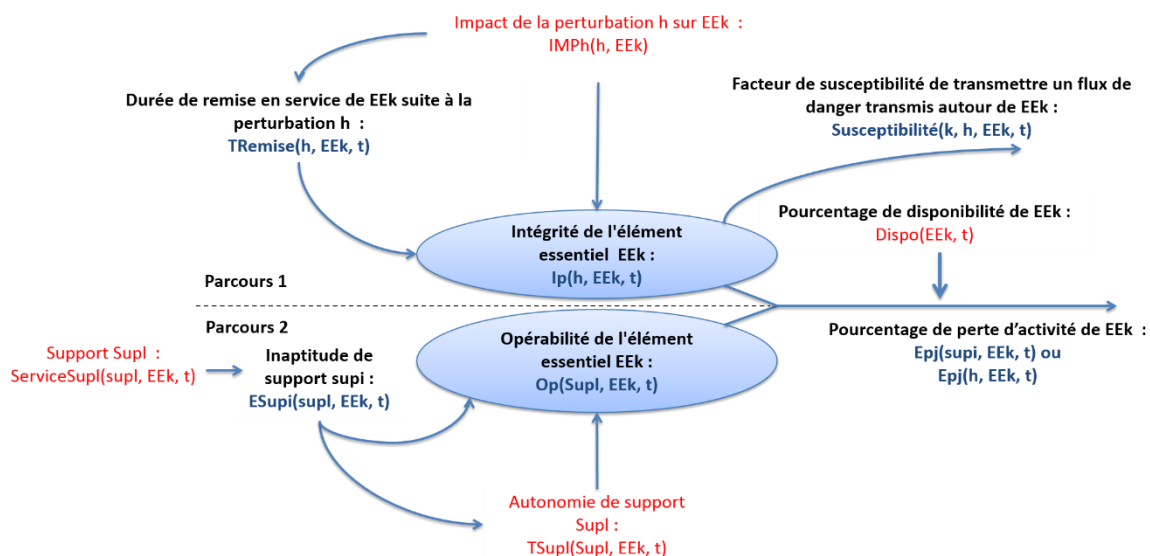 Impact de la perturbation h sur EEk :
IMPh(h, EEk)
Durée de remise en service de EEk suite à la
perturbation h :
TRemise(h, EEk, t)
Facteur de susceptibilité de transmettre un flux de
danger transmis autour de EEk :
Susceptibilité(k, h, EEk, t)
Intégrité de l'élément
essentiel EEk :
Ip(h, EEk, t)
Pourcentage de disponibilité de EEk :
Dispo(EEk, t)
Parcours 1
Parcours 2
Support Supl :
ServiceSupl(supl, EEk, t)
Inaptitude de
support supi :
ESupi(supl, EEk, t)
Opérabilité de l'élément
essentiel EEk :
Op(Supl, EEk, t)
Pourcentage de perte d’activité de EEk :
Epj(supi, EEk, t) ou
Epj(h, EEk, t)
Autonomie de support
Supl :
TSupl(Supl, EEk, t)